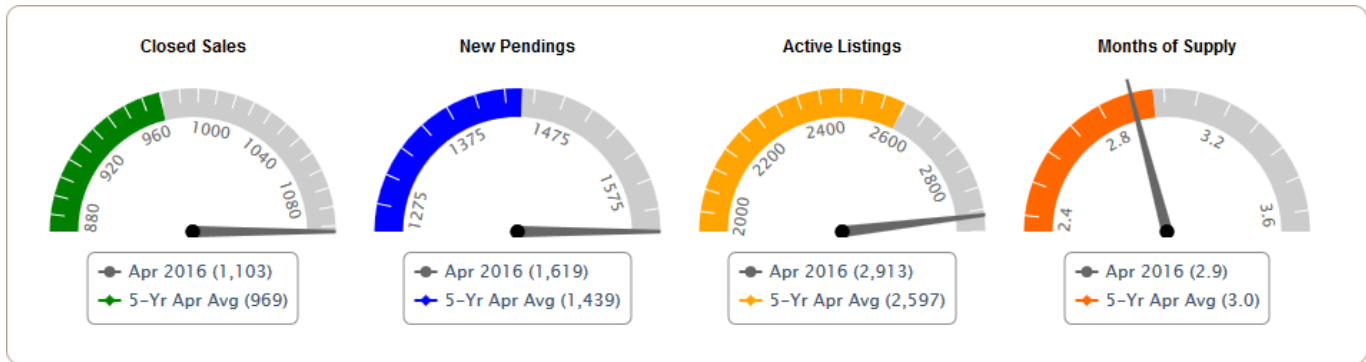 Closed Sales
880
920
960
1000
1040
1080
Apr 2016 (1,103)
5-Yr Apr Avg (969)
New Pendings
1275
1375
1475
1575
Apr 2016 (1,619)
5-Yr Apr Avg (1,439)
Active Listings
2000
2200
2400
2600
2800
Apr 2016 (2,913)
5-Yr Apr Avg (2,597)
Months of Supply
2.4
2.8
3.2
3.6
Apr 2016 (2.9)
5-Yr Apr Avg (3.0)